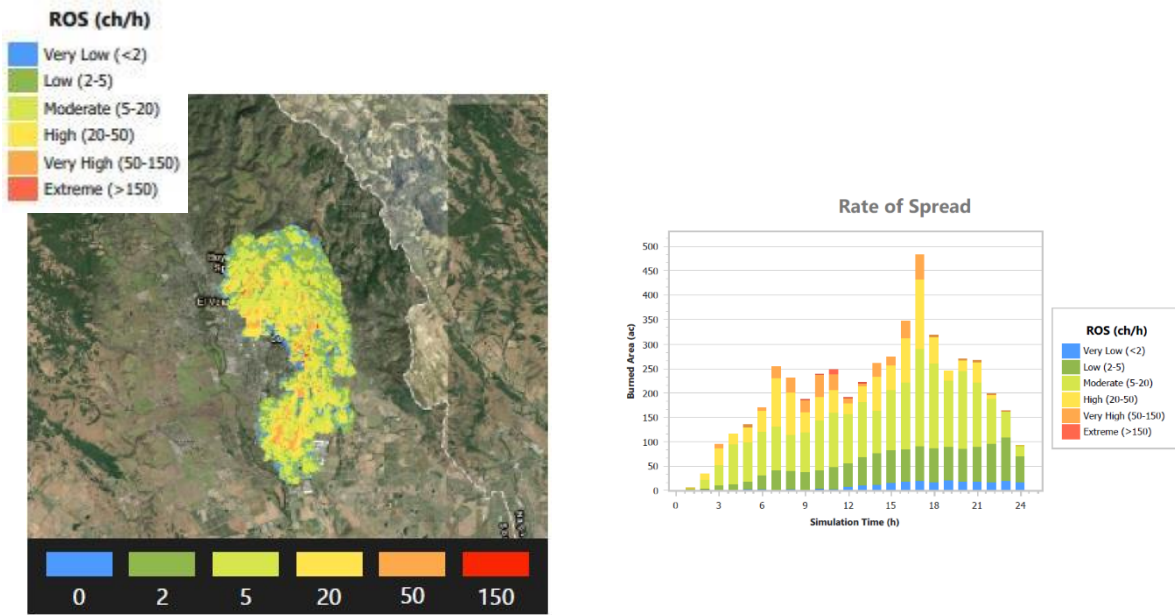 ROS (ch/h)
Very Low (<2)
Low (2-5)
Moderate (5-20)
High (20-50)
Very High (50-150)
Extreme (>150)
0 2 5 20 50 150
Rate of Spread
500
450
400
350
300
250
200
150
100
50
0
Burned Area (ac)
0 3 6 9 12 15 18 21 24
Simulation Time (h)
ROS (ch/h)
Very Low (<2)
Low (2-5)
Moderate (5-20)
High (20-50)
Very High (50-150)
Extreme (>150)